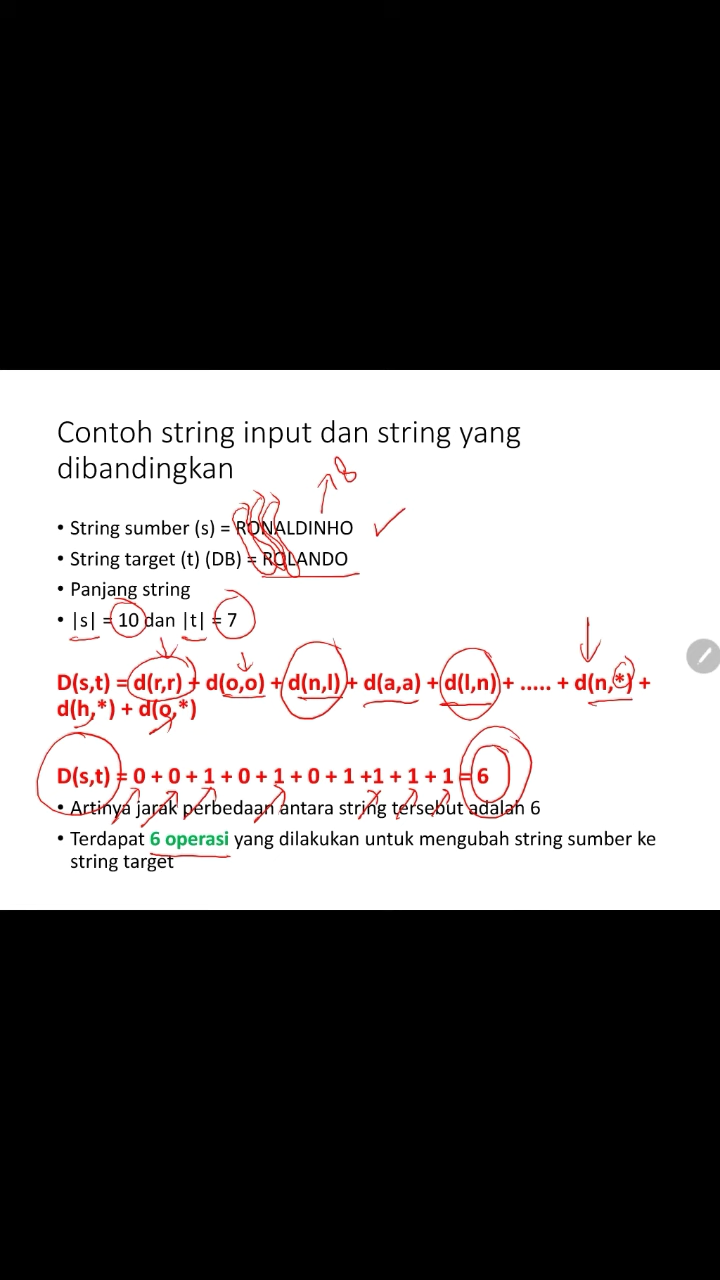 Contoh string input dan string yang
dibandingkan
8
• String sumber (s) = RONALDINHO
• String target (t) (DB) = ROLANDO
• Panjang string
• |s| = 10 dan |t| = 7
D(s,t) = d(r,r) + d(o,o) + d(n,l) + d(a,a) + d(l,n) + ..... + d(n,*) +
d(h,*) + d(o,*)
D(s,t) = 0 + 0 + 1 + 0 + 1 + 0 + 1 +1 + 1 + 1 = 6
• Artinya jarak perbedaan antara string tersebut adalah 6
• Terdapat 6 operasi yang dilakukan untuk mengubah string sumber ke
string target